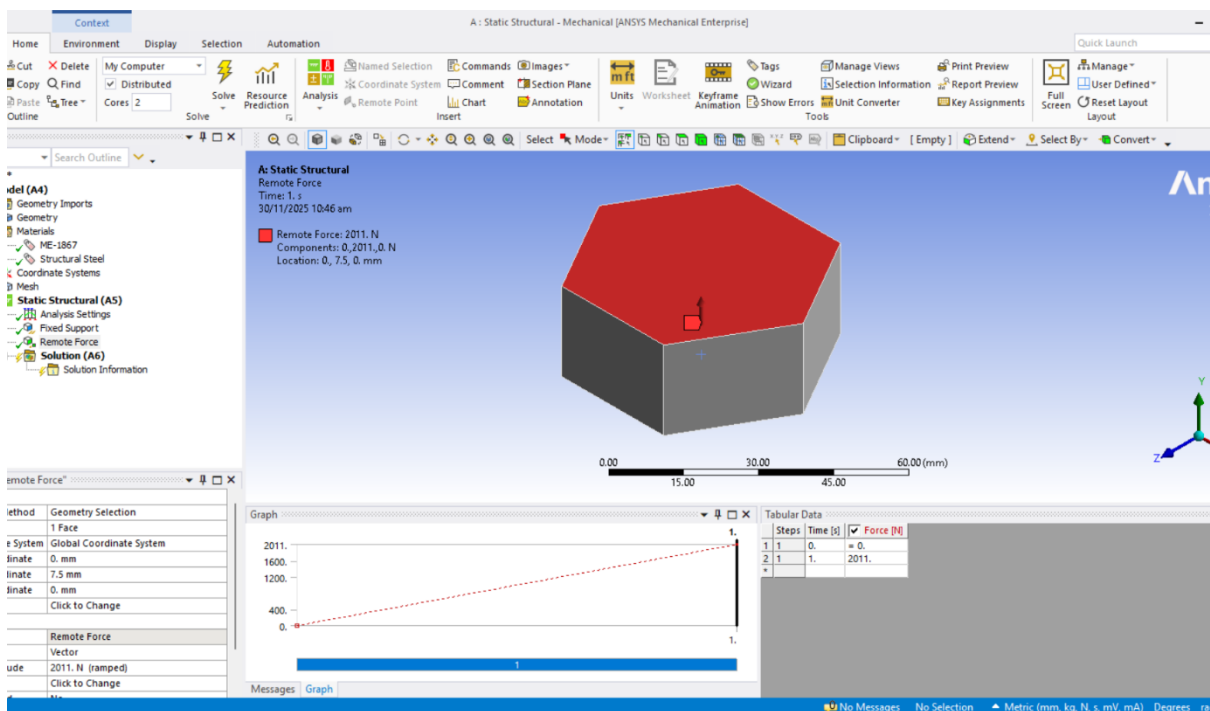 Context
A : Static Structural - Mechanical [ANSYS Mechanical Enterprise]
Home Environment Display Selection Automation
Quick Launch
Cut Delete My Computer
Copy Find Distributed
Paste Tree Cores 2
Solve
Resource Prediction
Analysis
Named Selection Commands Images
Coordinate System Comment Section Plane
Remote Point Chart Annotation
Units
Worksheet
Keyframe Animation
Tags Manage Views Print Preview
Wizard Selection Information Report Preview
Show Errors Unit Converter Key Assignments
Full Screen
Manage
User Defined
Reset Layout
Outline Solve Insert Tools Layout
Search Outline
Select Mode Clipboard [ Empty ] Extend Select By Convert
del (A4)
Geometry Imports
Geometry
Materials
ME-1867
Structural Steel
Coordinate Systems
Mesh
Static Structural (A5)
Analysis Settings
Fixed Support
Remote Force
Solution (A6)
Solution Information
A: Static Structural
Remote Force
Time: 1. s
30/11/2025 10:46 am
Remote Force: 2011. N
Components: 0.,2011.,0. N
Location: 0., 7.5, 0. mm
An
Y
Z
0.00 30.00 60.00 (mm)
15.00 45.00
emote Force"
ethod Geometry Selection
1 Face
e System Global Coordinate System
dinate 0. mm
dinate 7.5 mm
dinate 0. mm
Click to Change
Remote Force
Vector
ude 2011. N (ramped)
Click to Change
Graph
1.
2011.
1600.
1200.
400.
0.
1.
1
Messages Graph
Tabular Data
Steps Time [s] Force [N]
1 1 0. = 0.
2 1 1. 2011.
*
No Messages No Selection Metric (mm, kg, N, s, mV, mA) Degrees ra